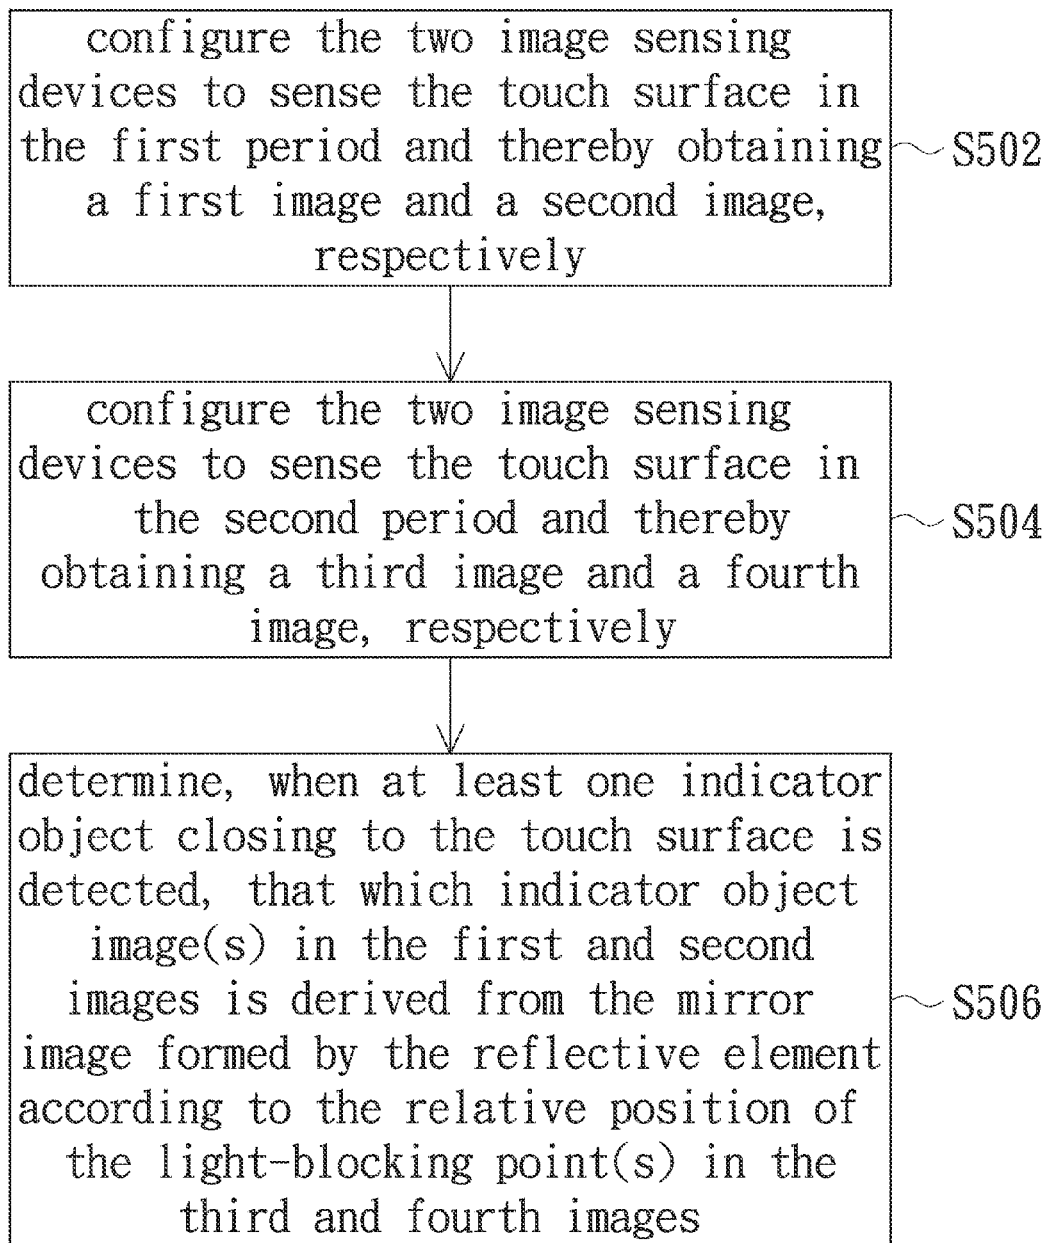 configure the two image sensing
devices to sense the touch surface in
the first period and thereby obtaining
a first image and a second image,
respectively
S502
configure the two image sensing
devices to sense the touch surface in
the second period and thereby
obtaining a third image and a fourth
image, respectively
S504
determine, when at least one indicator
object closing to the touch surface is
detected, that which indicator object
image(s) in the first and second
images is derived from the mirror
image formed by the reflective element
according to the relative position of
the light-blocking point(s) in the
third and fourth images
S506